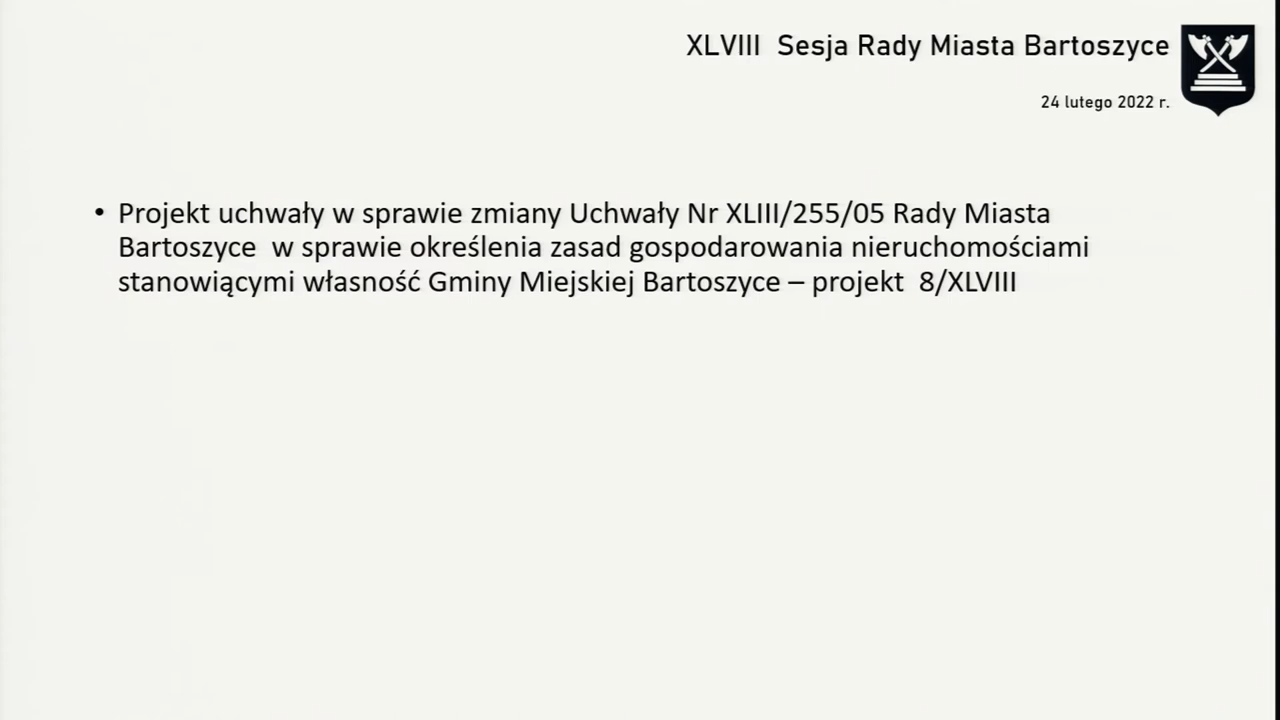 XLVIII Sesja Rady Miasta Bartoszyce
24 lutego 2022 r.
• Projekt uchwały w sprawie zmiany Uchwały Nr XLIII/255/05 Rady Miasta
Bartoszyce w sprawie określenia zasad gospodarowania nieruchomościami
stanowiącymi własność Gminy Miejskiej Bartoszyce – projekt 8/XLVIII